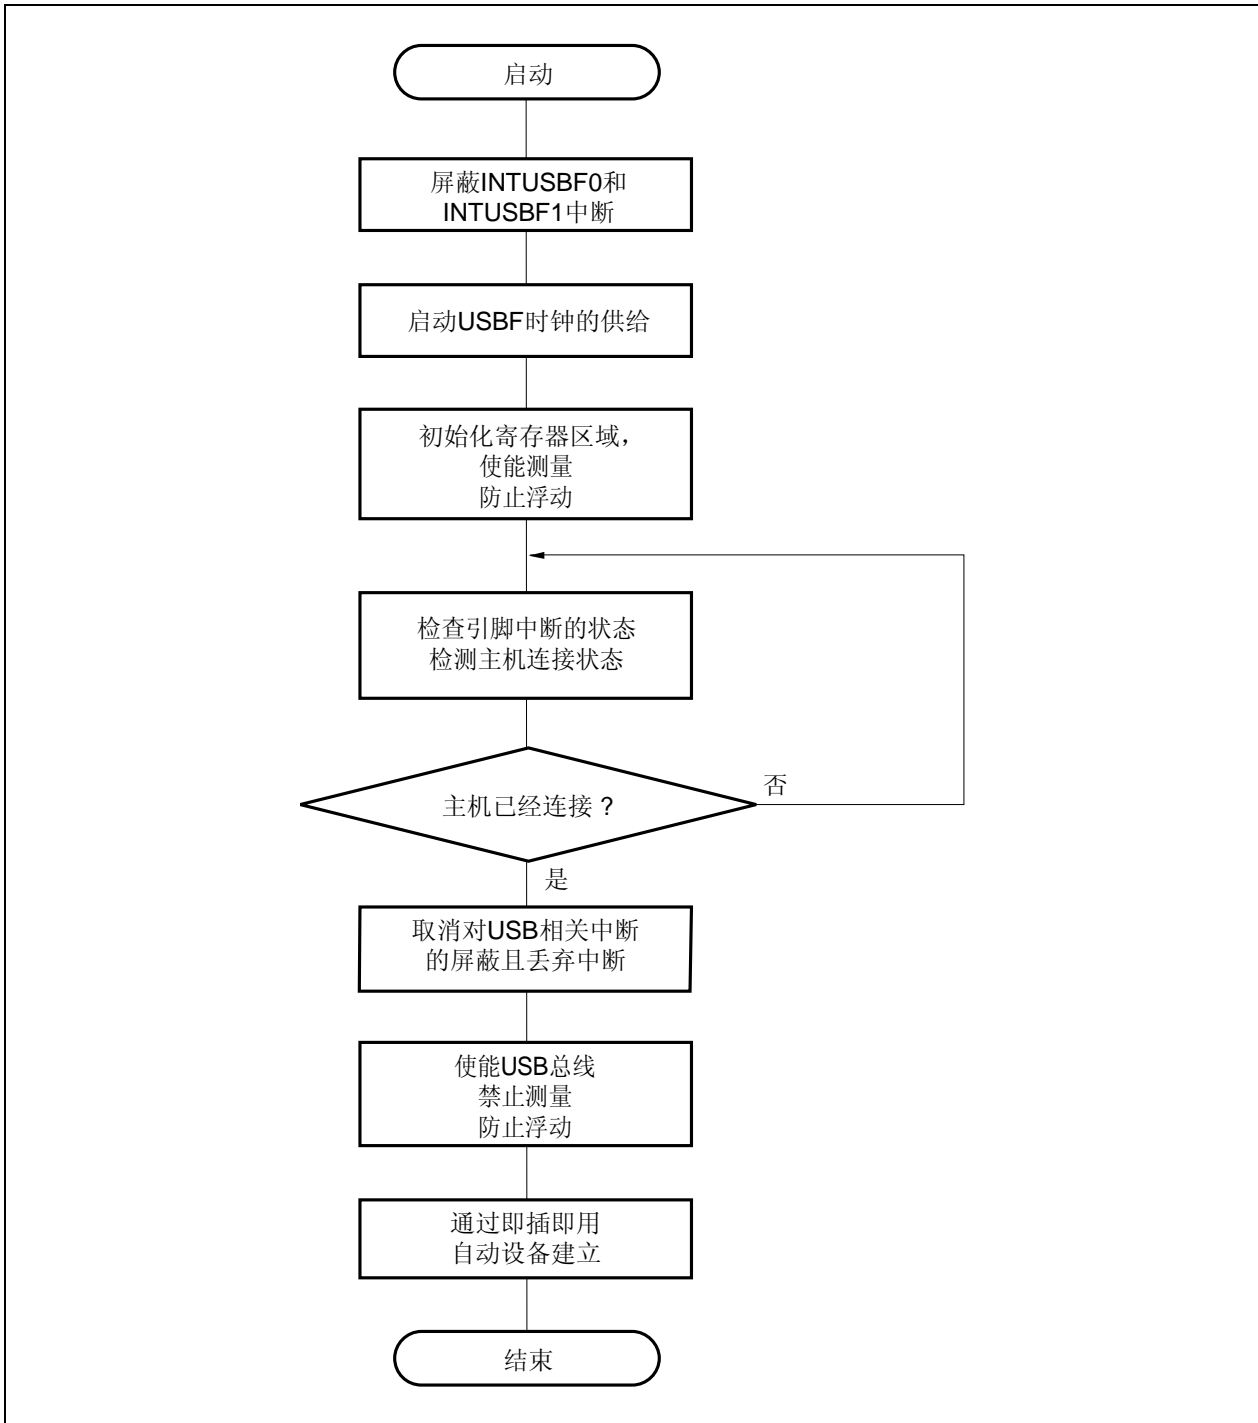 启动
屏蔽INTUSBF0和
INTUSBF1中断
启动USBF时钟的供给
初始化寄存器区域，
使能测量
防止浮动
检查引脚中断的状态
检测主机连接状态
主机已经连接？
否
是
取消对USB相关中断
的屏蔽且丢弃中断
使能USB总线
禁止测量
防止浮动
通过即插即用
自动设备建立
结束